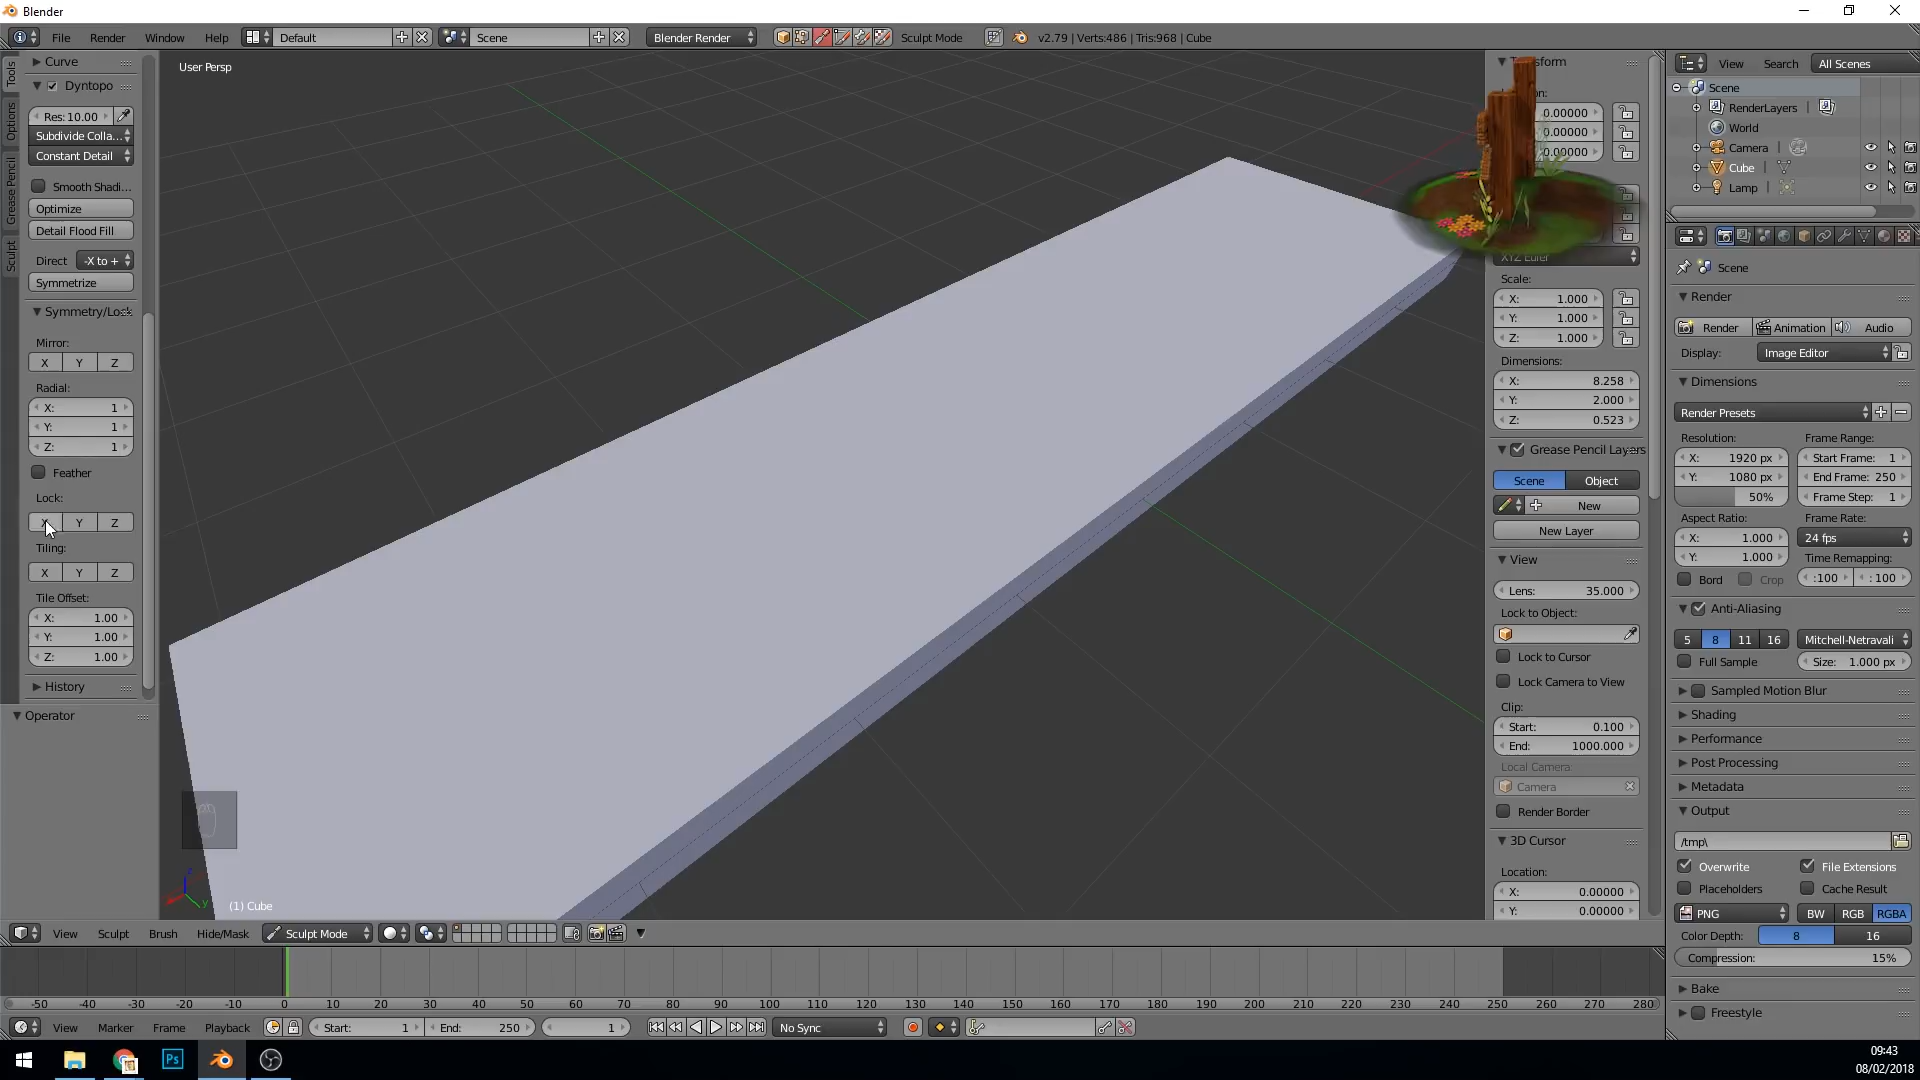 Blender
File Render Window Help Default Scene Blender Render Sculpt Mode v2.79 | Verts:486 | Tris:968 | Cube
Tools
Options
Grease Pencil
Sculpt
Curve
Dyntopo
Res: 10.00
Subdivide Colla...
Constant Detail
Smooth Shadi...
Optimize
Detail Flood Fill
Direct -X to +
Symmetrize
Symmetry/Lock
Mirror:
X Y Z
Radial:
X: 1
Y: 1
Z: 1
Feather
Lock:
X Y Z
Tiling:
X Y Z
Tile Offset:
X: 1.00
Y: 1.00
Z: 1.00
History
Operator
User Persp
(1) Cube
0.00000
0.00000
0.00000
XYZ Euler
Scale:
X: 1.000
Y: 1.000
Z: 1.000
Dimensions:
X: 8.258
Y: 2.000
Z: 0.523
Grease Pencil Layers
Scene Object
New
New Layer
View
Lens: 35.000
Lock to Object:
Lock to Cursor
Lock Camera to View
Clip:
Start: 0.100
End: 1000.000
Local Camera:
Camera
Render Border
3D Cursor
Location:
X: 0.00000
Y: 0.00000
View Search All Scenes
Scene
RenderLayers
World
Camera
Cube
Lamp
Scene
Render
Render Animation Audio
Display: Image Editor
Dimensions
Render Presets
Resolution: Frame Range:
X: 1920 px Start Frame: 1
Y: 1080 px End Frame: 250
50% Frame Step: 1
Aspect Ratio: Frame Rate:
X: 1.000 24 fps
Y: 1.000 Time Remapping:
Bord Crop :100 : 100
Anti-Aliasing
5 8 11 16 Mitchell-Netravali
Full Sample Size: 1.000 px
Sampled Motion Blur
Shading
Performance
Post Processing
Metadata
Output
/tmp\
Overwrite File Extensions
Placeholders Cache Result
PNG BW RGB RGBA
Color Depth: 8 16
Compression: 15%
Bake
Freestyle
View Sculpt Brush Hide/Mask Sculpt Mode
-50 -40 -30 -20 -10 0 10 20 30 40 50 60 70 80 90 100 110 120 130 140 150 160 170 180 190 200 210 220 230 240 250 260 270 280
View Marker Frame Playback Start: 1 End: 250 1 No Sync
Ps
09:43
08/02/2018